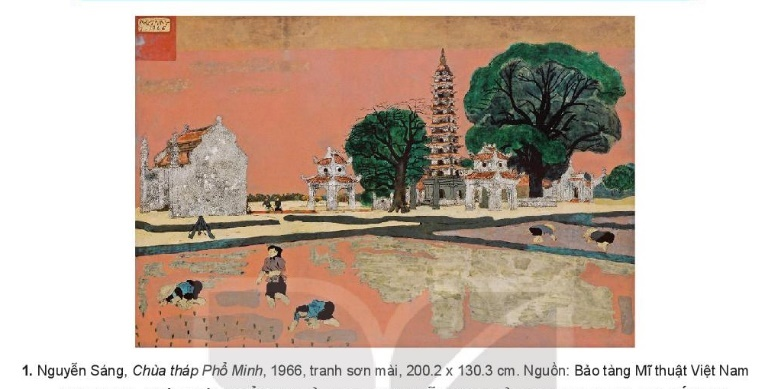 1. Nguyễn Sáng, Chùa tháp Phổ Minh, 1966, tranh sơn mài, 200.2 x 130.3 cm. Nguồn: Bảo tàng Mĩ thuật Việt Nam